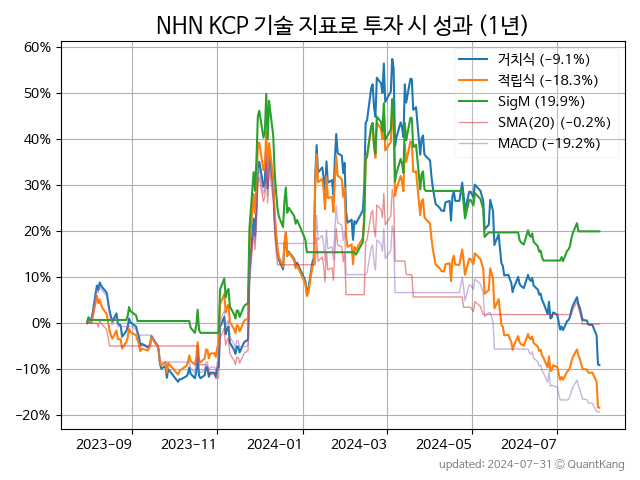 NHN KCP 기술 지표로 투자 시 성과 (1년)
60%
50%
40%
30%
20%
10%
0%
−10%
−20%
거치식 (−9.1%)
적립식 (−18.3%)
SigM (19.9%)
SMA(20) (−0.2%)
MACD (−19.2%)
2023−09 2023−11 2024−01 2024−03 2024−05 2024−07
updated: 2024-07-31 © QuantKang